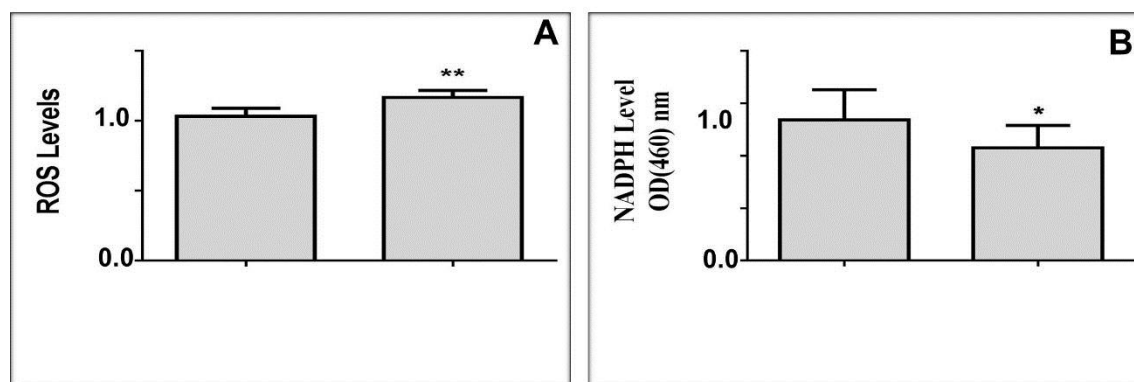 A
ROS Levels
1.0
0.0
**
B
NADPH Level
OD(460) nm
1.0
0.0
*